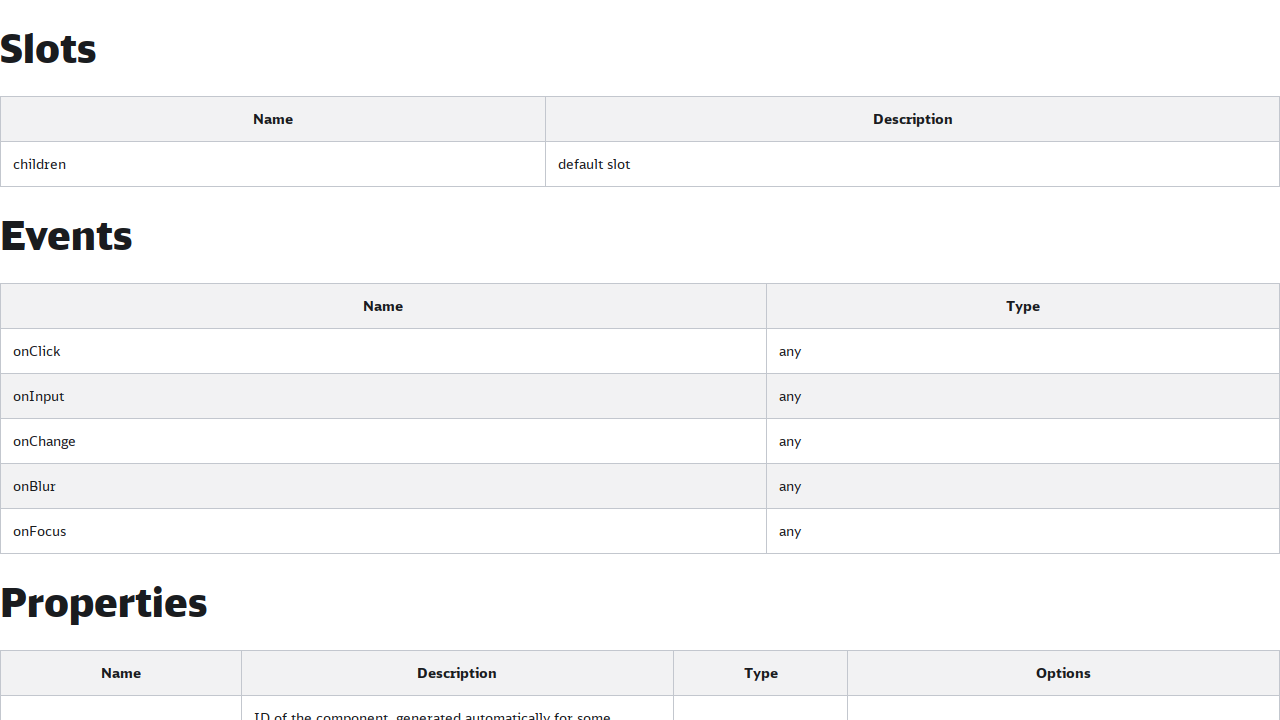 Slots
Name Description
children default slot
Events
Name Type
onClick any
onInput any
onChange any
onBlur any
onFocus any
Properties
Name Description Type Options
ID of the component, generated automatically for some